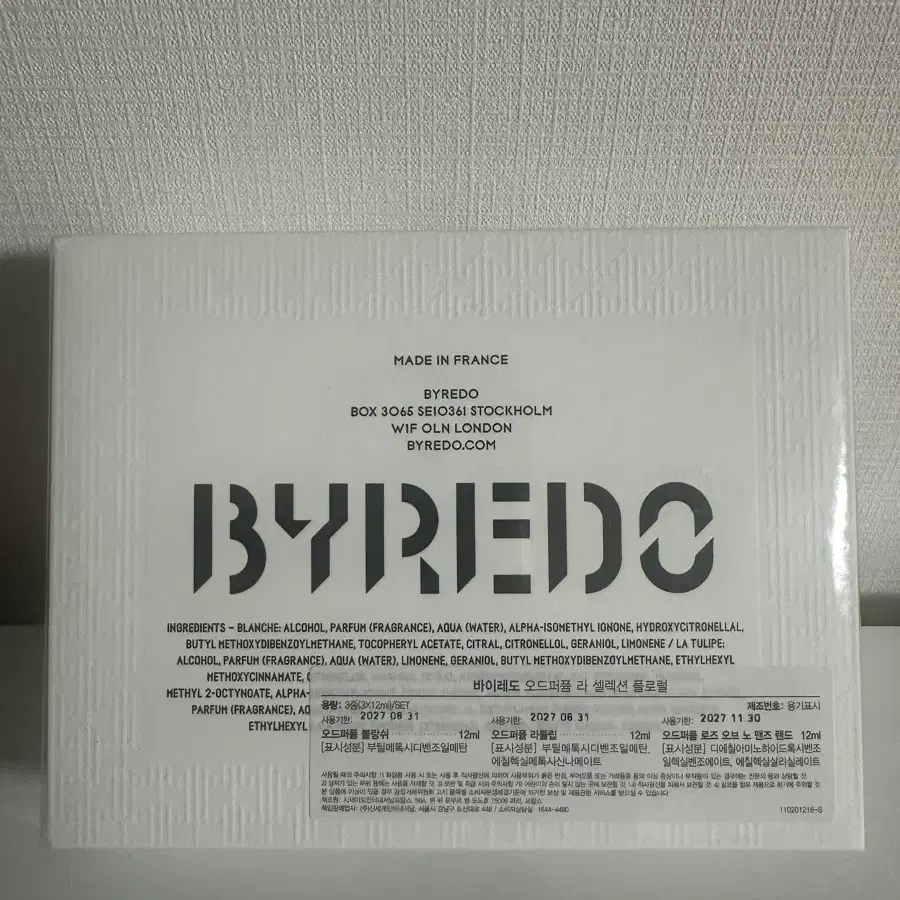 MADE IN FRANCE
BYREDO
BOX 3065 SE10361 STOCKHOLM
W1F 0LN LONDON
BYREDO.COM
BYREDO
INGREDIENTS – BLANCHE: ALCOHOL, PARFUM (FRAGRANCE), AQUA (WATER), ALPHA-ISOMETHYL IONONE, HYDROXYCITRONELLAL,
BUTYL METHOXYDIBENZOYLMETHANE, TOCOPHERYL ACETATE, CITRAL, CITRONELLOL, GERANIOL, LIMONENE / LA TULIPE:
ALCOHOL, PARFUM (FRAGRANCE), AQUA (WATER), LIMONENE, GERANIOL, BUTYL METHOXYDIBENZOYLMETHANE, ETHYLHEXYL
METHOXYCINNAMATE,
METHYL 2-OCTYNOATE, ALPHA-
PARFUM (FRAGRANCE),
ETHYLHEXYL
바이레도 오드퍼퓸 라 셀렉션 플로럴
용량: 3종(3X12ml)/SET 제조번호: 용기표시
사용기한: 2027 08 31 사용기한: 2027 08 31 사용기한: 2027 11.30
오드퍼퓸 블랑쉬 12ml 오드퍼퓸 라튤립 12ml 오드퍼퓸 로즈 오브 노 맨즈 랜드 12ml
[표시성분] 부틸메톡시디벤조일메탄 [표시성분] 부틸메톡시디벤조일메탄, [표시성분] 디에칠아미노하이드록시벤조
에칠헥실메톡시신나메이트 일헥실벤조에이트, 에칠헥실살리실레이트
110201216-S